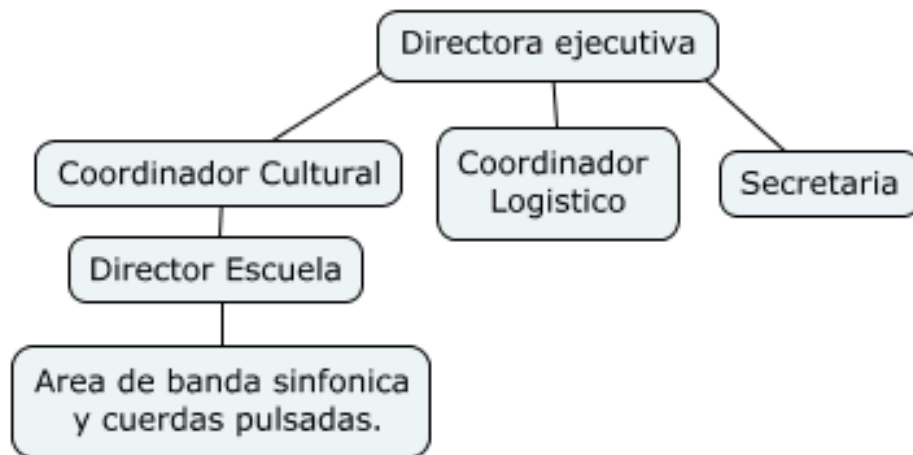 Directora ejecutiva
Coordinador Cultural
Coordinador
Logistico
Secretaria
Director Escuela
Area de banda sinfonica
y cuerdas pulsadas.